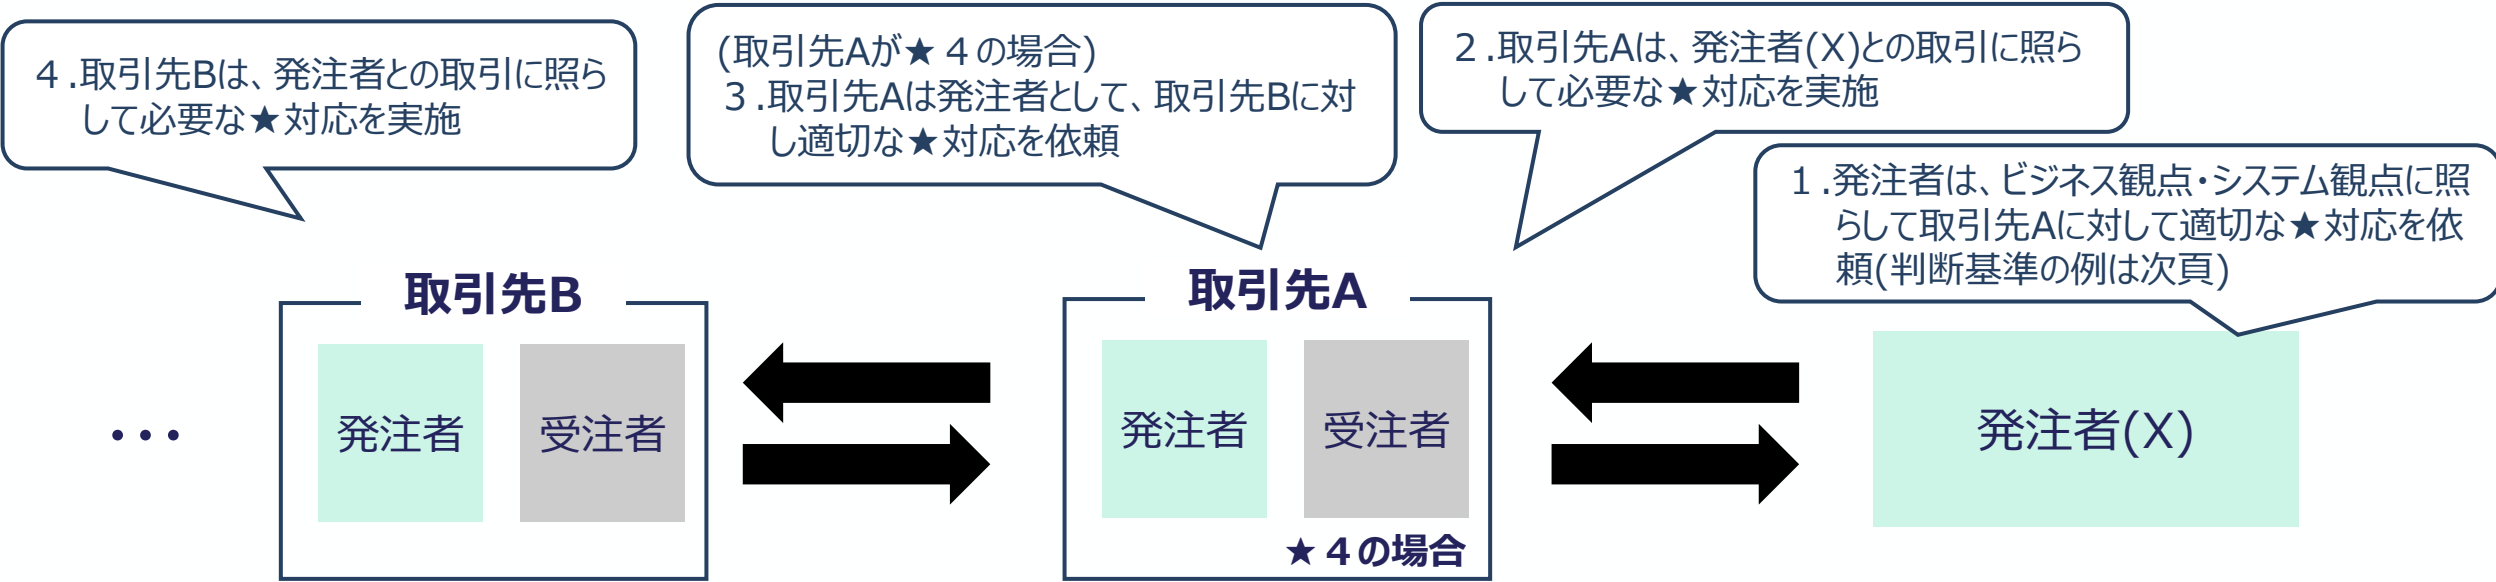 4.取引先Bは、発注者との取引に照ら
して必要な★対応を実施
(取引先Aが★４の場合)
3.取引先Aは発注者として、取引先Bに対
し適切な★対応を依頼
2.取引先Aは、発注者(X)との取引に照ら
して必要な★対応を実施
1.発注者は、ビジネス観点・システム観点に照
らして取引先Aに対して適切な★対応を依
頼(判断基準の例は次頁)
取引先B
取引先A
・・・
発注者
受注者
発注者
受注者
発注者(X)
★４の場合